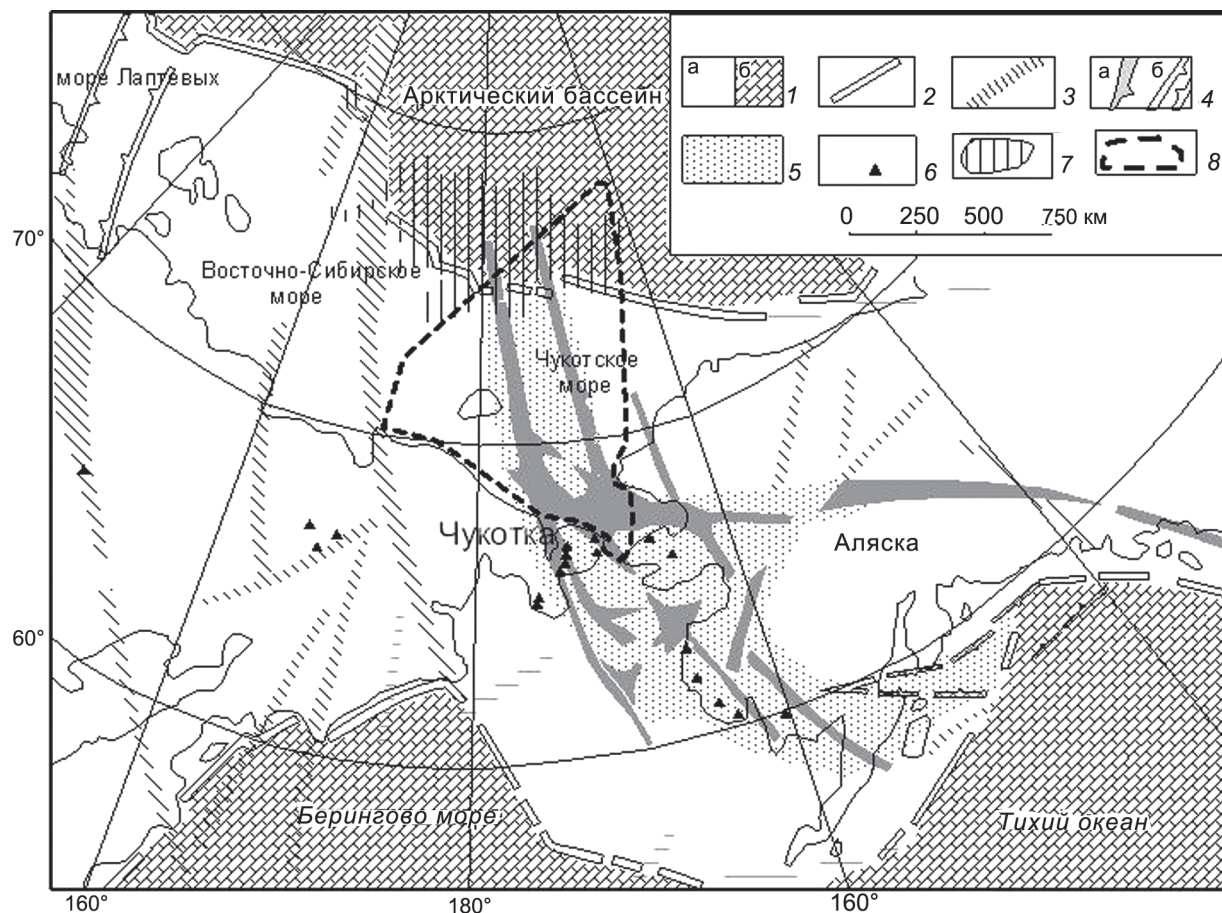 море Лаптевых
Арктический бассейн
а
б
1
2
3
а
б
4
5
6
7
8
0 250 500 750 км
70°
Восточно-Сибирское
море
Чукотское
море
Чукотка
Аляска
60°
Берингово море
Тихий океан
160°
180°
160°